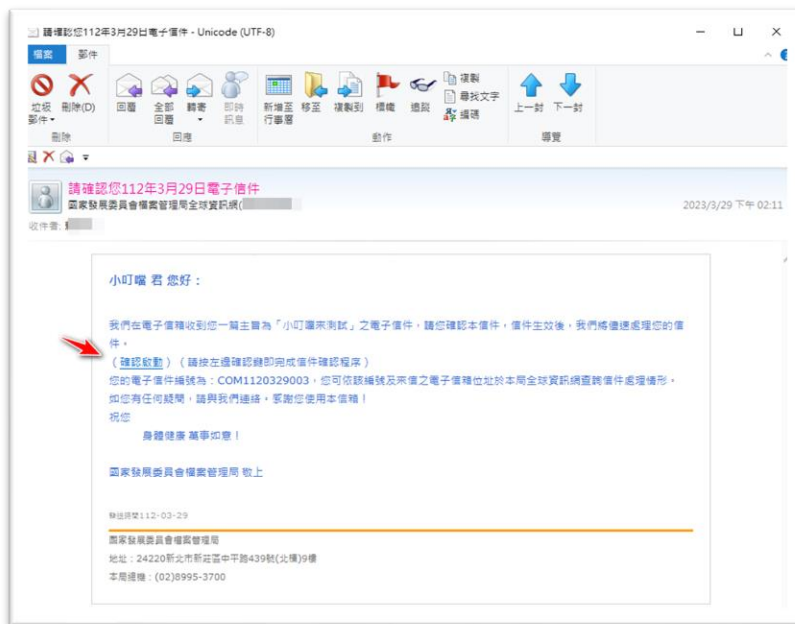 請確認您112年3月29日電子信件 - Unicode (UTF-8)
檔案 郵件
垃圾郵件 刪除(D) 回覆 全部回覆 轉寄 即時訊息 新增至行事曆 移至 複製到 標幟 追蹤 複製 尋找文字 編碼 上一封 下一封
刪除 回應 動作 導覽
請確認您112年3月29日電子信件
國家發展委員會檔案管理局全球資訊網(
2023/3/29 下午 02:11
收件者:
小叮噹 君 您好：
我們在電子信箱收到您一篇主旨為「小叮噹來測試」之電子信件，請您確認本信件，信件生效後，我們將儘速處理您的信
件。
（確認啟動）（請按左邊確認鍵即完成信件確認程序）
您的電子信件編號為：COM1120329003，您可依該編號及來信之電子信箱位址於本局全球資訊網查詢信件處理情形。
如您有任何疑問，請與我們連絡。感謝您使用本信箱！
祝您
身體健康 萬事如意！
國家發展委員會檔案管理局 敬上
發送時間112-03-29
國家發展委員會檔案管理局
地址：24220新北市新莊區中平路439號(北棟)9樓
本局總機：(02)8995-3700